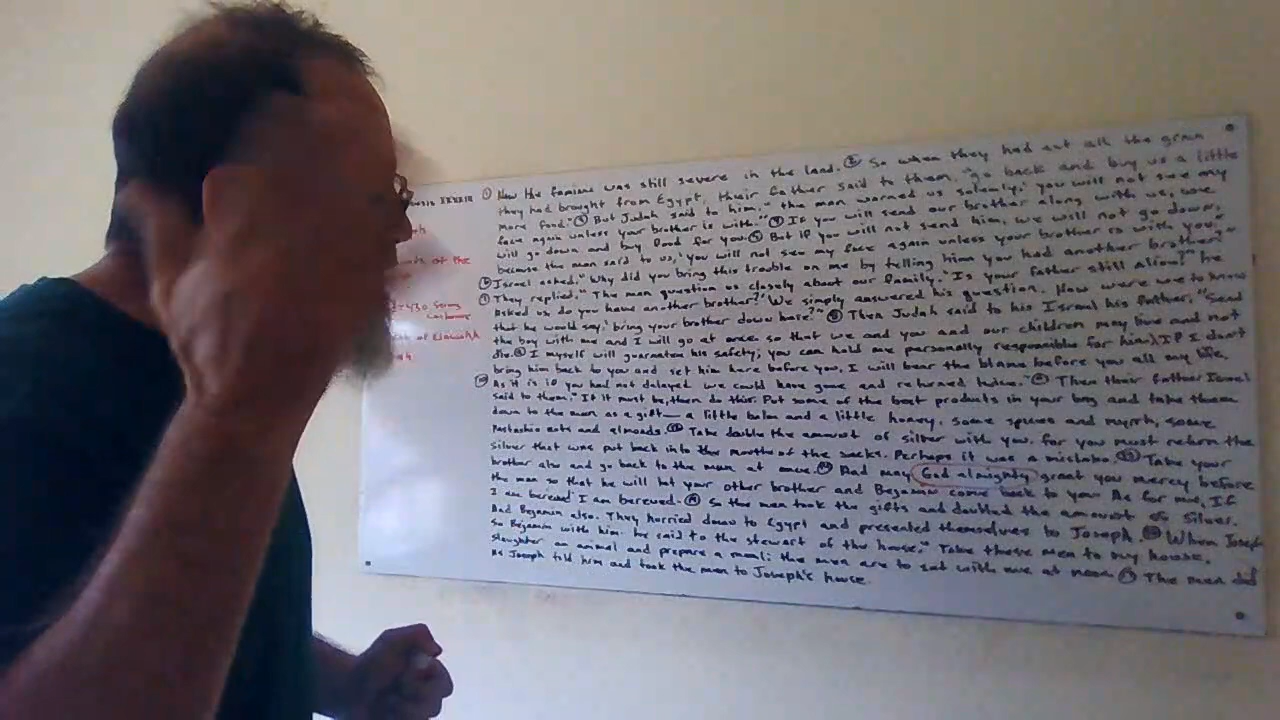 ① Now the famine was still severe in the land. ② So when they had eat all the grain
they had brought from Egypt, their father said to them, "go back and buy us a little
more food." ③ But Judah said to him, "the man warned us solemly, 'you will not see my
face again unless your brother is with.'" ④ If you will send our brother along with us, we
will go down and buy food for you. ⑤ But if you will not send him, we will not go down,
because the man said to us, 'you will not see my face again unless your brother is with you.'"
⑥ Israel asked, "Why did you bring this trouble on me by telling him you had another brother?"
⑦ They replied, "The man question us closely about our family. "Is your father still alive?" he
asked us do you have another brother?' We simply answered his question. How were we to know
that he would say, 'bring your brother down here?'" ⑧ Then Judah said to his Israel his father, "Send
the boy with me and I will go at once so that we and you and our children may live and not
die. ⑨ I myself will guarantee his safety; you can hold me personally responsible for him. If I don't
bring him back to you and set him here before you, I will bear the blame before you all my life.
⑩ As it is if you had not delayed we could have gone and returned twice." ⑪ Then their father Israel
said to them "If it must be, then do this. Put some of the best products in your bag and take them
down to the man as a gift— a little balm and a little honey, some spices and myrrh, some
nuts and almonds. ⑫ Take double the amount of silver with you, for you must return the
silver that was put back into the mouths of the sacks. Perhaps it was a mistake. ⑬ Take your
brother also and go back to the man at once. ⑭ And may God almighty grant you mercy before
the man so that he will let your other brother and Benjamin come back to you. As for me, If
I am bereved I am bereved. ⑮ So the men took the gifts and doubled the amount of silver.
And Benjamin also. They hurried down to Egypt and presented themselves to Joseph. ⑯ When Joseph
Benjamin with him he said to the stewart of the house, "Take these men to my house,
slaughter an animal and prepare a meal; the men are to eat with me at noon. ⑰ The man did
As Joseph told him and took the men to Joseph's house.
of the